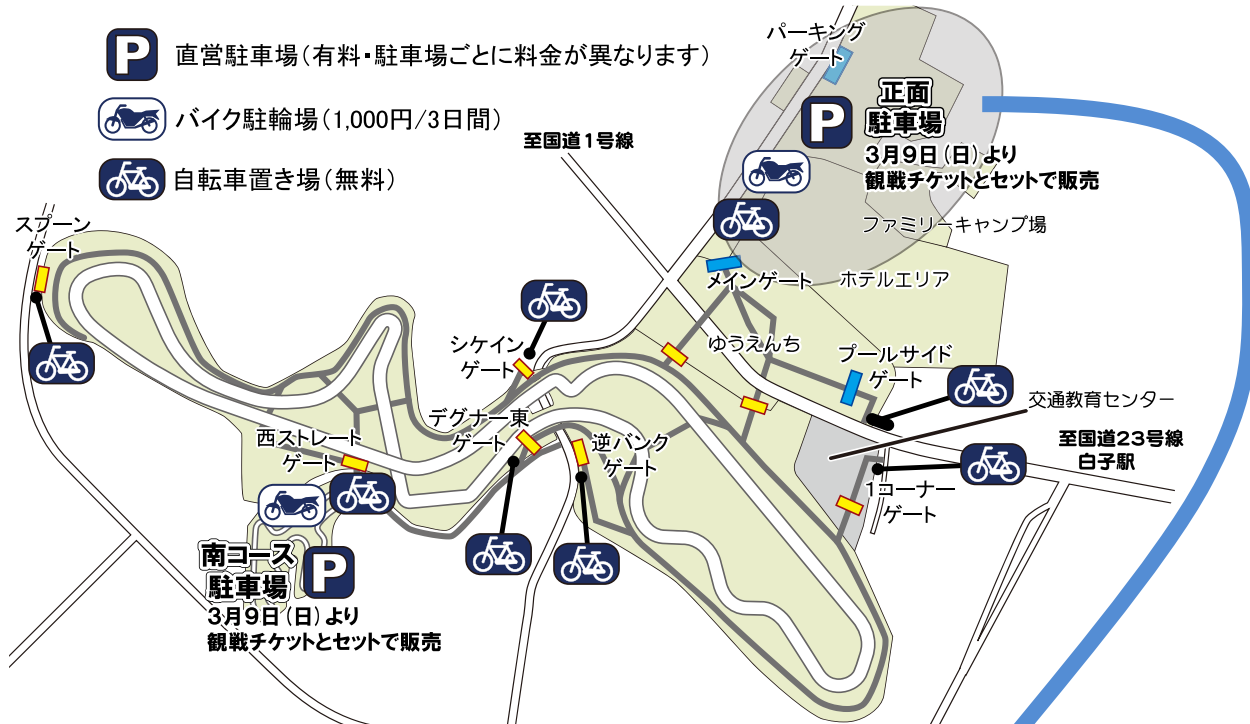 P 直営駐車場(有料・駐車場ごとに料金が異なります)
バイク駐輪場(1,000円/3日間)
自転車置き場(無料)
パーキング
ゲート
P
正面
駐車場
3月9日(日)より
観戦チケットとセットで販売
至国道1号線
ファミリーキャンプ場
スプーン
ゲート
メインゲート
ホテルエリア
シケイン
ゲート
ゆうえんち
プールサイド
ゲート
交通教育センター
デグナー東
ゲート
西ストレート
ゲート
逆バンク
ゲート
至国道23号線
白子駅
1コーナー
ゲート
南コース
駐車場
P
3月9日(日)より
観戦チケットとセットで販売